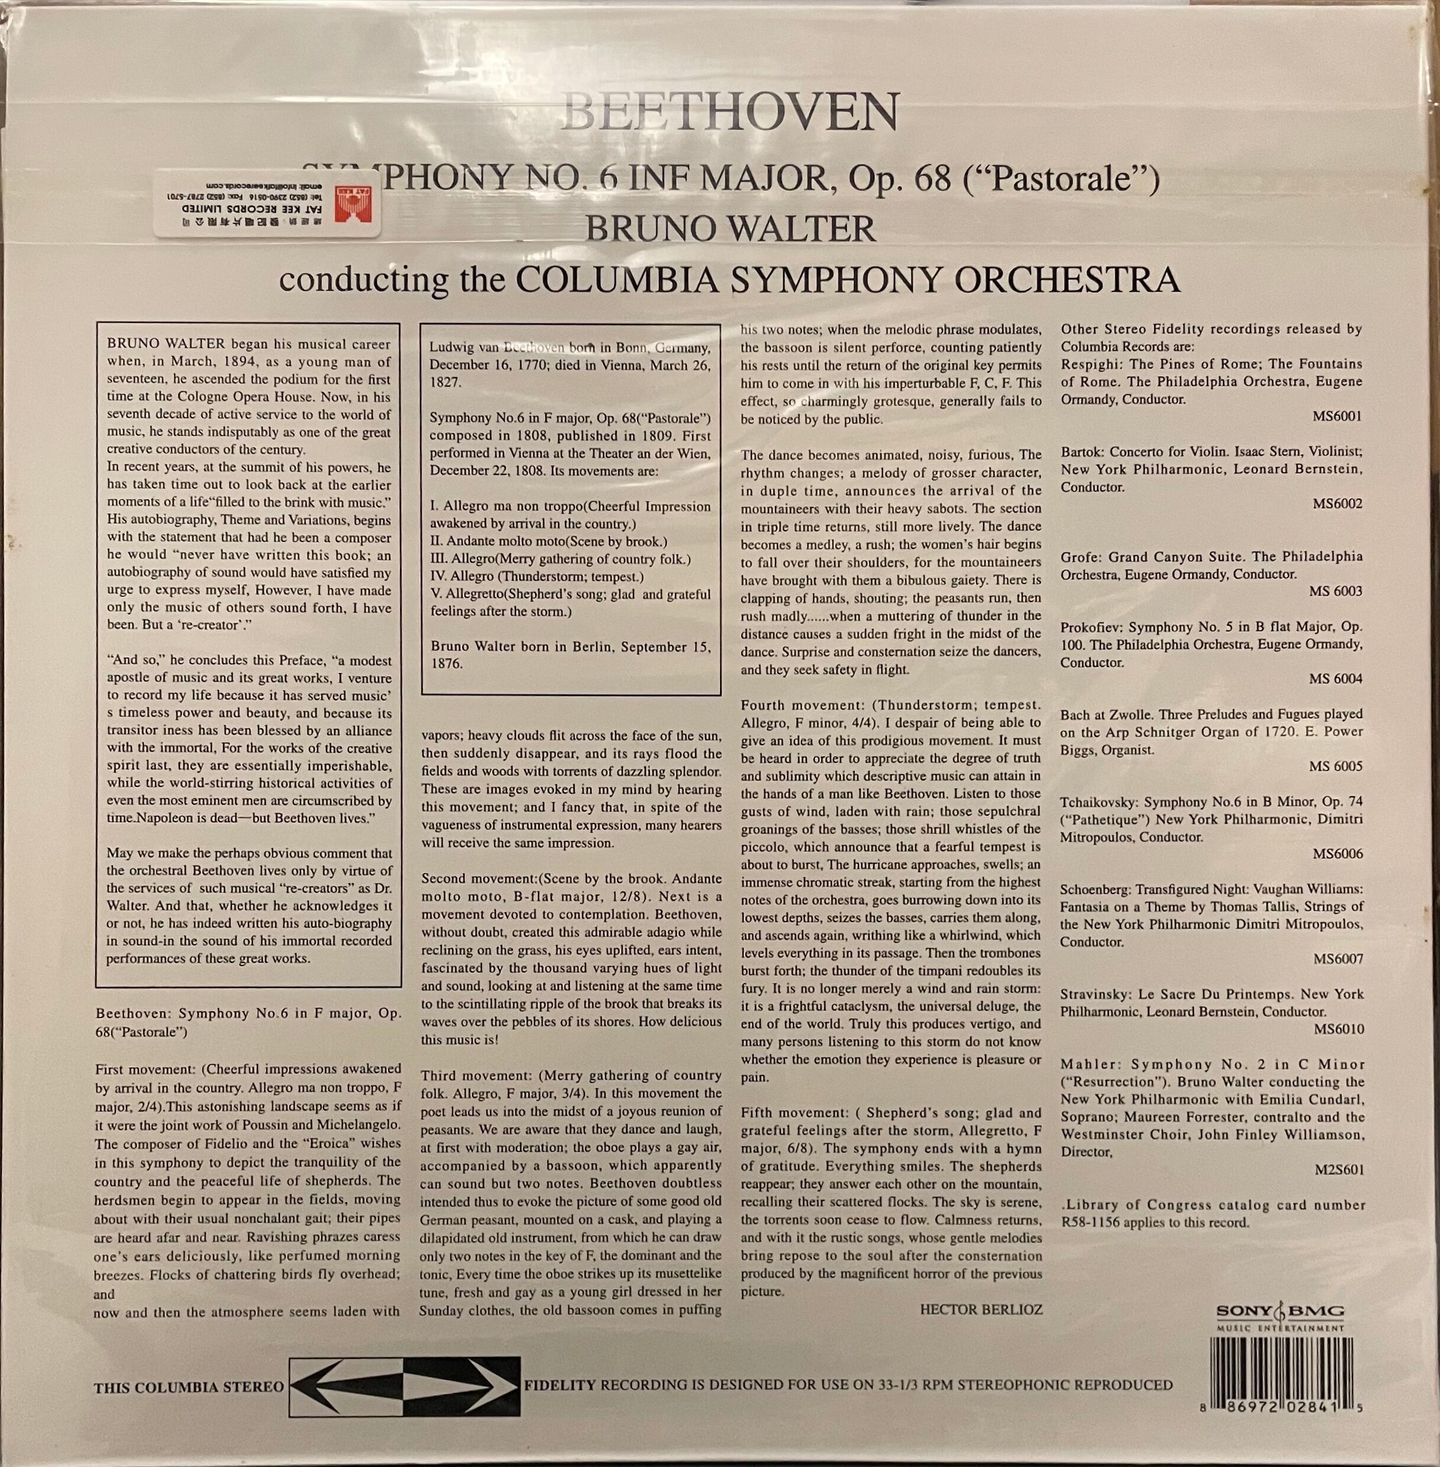 BEETHOVEN
SYMPHONY NO. 6 INF MAJOR, Op. 68 (“Pastorale”)
BRUNO WALTER
conducting the COLUMBIA SYMPHONY ORCHESTRA
FAT KEE
FAT KEE RECORDS LIMITED
Tel: (852) 2390-0516 Fax: (852) 2787-5701
BRUNO WALTER began his musical career
when, in March, 1894, as a young man of
seventeen, he ascended the podium for the first
time at the Cologne Opera House. Now, in his
seventh decade of active service to the world of
music, he stands indisputably as one of the great
creative conductors of the century.
In recent years, at the summit of his powers, he
has taken time out to look back at the earlier
moments of a life“filled to the brink with music.”
His autobiography, Theme and Variations, begins
with the statement that had he been a composer
he would “never have written this book; an
autobiography of sound would have satisfied my
urge to express myself, However, I have made
only the music of others sound forth, I have
been. But a ‘re-creator’.”
“And so,” he concludes this Preface, “a modest
apostle of music and its great works, I venture
to record my life because it has served music’
s timeless power and beauty, and because its
transitor iness has been blessed by an alliance
with the immortal, For the works of the creative
spirit last, they are essentially imperishable,
while the world-stirring historical activities of
even the most eminent men are circumscribed by
time.Napoleon is dead—but Beethoven lives.”
May we make the perhaps obvious comment that
the orchestral Beethoven lives only by virtue of
the services of such musical “re-creators” as Dr.
Walter. And that, whether he acknowledges it
or not, he has indeed written his auto-biography
in sound-in the sound of his immortal recorded
performances of these great works.
Beethoven: Symphony No.6 in F major, Op.
68(“Pastorale”)
First movement: (Cheerful impressions awakened
by arrival in the country. Allegro ma non troppo, F
major, 2/4).This astonishing landscape seems as if
it were the joint work of Poussin and Michelangelo.
The composer of Fidelio and the “Eroica” wishes
in this symphony to depict the tranquility of the
country and the peaceful life of shepherds. The
herdsmen begin to appear in the fields, moving
about with their usual nonchalant gait; their pipes
are heard afar and near. Ravishing phrazes caress
one’s ears deliciously, like perfumed morning
breezes. Flocks of chattering birds fly overhead;
and
now and then the atmosphere seems laden with
Ludwig van Beethoven born in Bonn, Germany,
December 16, 1770; died in Vienna, March 26,
1827.
Symphony No.6 in F major, Op. 68(“Pastorale”)
composed in 1808, published in 1809. First
performed in Vienna at the Theater an der Wien,
December 22, 1808. Its movements are:
I. Allegro ma non troppo(Cheerful Impression
awakened by arrival in the country.)
II. Andante molto moto(Scene by brook.)
III. Allegro(Merry gathering of country folk.)
IV. Allegro (Thunderstorm; tempest.)
V. Allegretto(Shepherd’s song; glad and grateful
feelings after the storm.)
Bruno Walter born in Berlin, September 15,
1876.
vapors; heavy clouds flit across the face of the sun,
then suddenly disappear, and its rays flood the
fields and woods with torrents of dazzling splendor.
These are images evoked in my mind by hearing
this movement; and I fancy that, in spite of the
vagueness of instrumental expression, many hearers
will receive the same impression.
Second movement:(Scene by the brook. Andante
molto moto, B-flat major, 12/8). Next is a
movement devoted to contemplation. Beethoven,
without doubt, created this admirable adagio while
reclining on the grass, his eyes uplifted, ears intent,
fascinated by the thousand varying hues of light
and sound, looking at and listening at the same time
to the scintillating ripple of the brook that breaks its
waves over the pebbles of its shores. How delicious
this music is!
Third movement: (Merry gathering of country
folk. Allegro, F major, 3/4). In this movement the
poet leads us into the midst of a joyous reunion of
peasants. We are aware that they dance and laugh,
at first with moderation; the oboe plays a gay air,
accompanied by a bassoon, which apparently
can sound but two notes. Beethoven doubtless
intended thus to evoke the picture of some good old
German peasant, mounted on a cask, and playing a
dilapidated old instrument, from which he can draw
only two notes in the key of F, the dominant and the
tonic, Every time the oboe strikes up its musettelike
tune, fresh and gay as a young girl dressed in her
Sunday clothes, the old bassoon comes in puffing
his two notes; when the melodic phrase modulates,
the bassoon is silent perforce, counting patiently
his rests until the return of the original key permits
him to come in with his imperturbable F, C, F. This
effect, so charmingly grotesque, generally fails to
be noticed by the public.
The dance becomes animated, noisy, furious, The
rhythm changes; a melody of grosser character,
in duple time, announces the arrival of the
mountaineers with their heavy sabots. The section
in triple time returns, still more lively. The dance
becomes a medley, a rush; the women’s hair begins
to fall over their shoulders, for the mountaineers
have brought with them a bibulous gaiety. There is
clapping of hands, shouting; the peasants run, then
rush madly......when a muttering of thunder in the
distance causes a sudden fright in the midst of the
dance. Surprise and consternation seize the dancers,
and they seek safety in flight.
Fourth movement: (Thunderstorm; tempest.
Allegro, F minor, 4/4). I despair of being able to
give an idea of this prodigious movement. It must
be heard in order to appreciate the degree of truth
and sublimity which descriptive music can attain in
the hands of a man like Beethoven. Listen to those
gusts of wind, laden with rain; those sepulchral
groanings of the basses; those shrill whistles of the
piccolo, which announce that a fearful tempest is
about to burst, The hurricane approaches, swells; an
immense chromatic streak, starting from the highest
notes of the orchestra, goes burrowing down into its
lowest depths, seizes the basses, carries them along,
and ascends again, writhing like a whirlwind, which
levels everything in its passage. Then the trombones
burst forth; the thunder of the timpani redoubles its
fury. It is no longer merely a wind and rain storm:
it is a frightful cataclysm, the universal deluge, the
end of the world. Truly this produces vertigo, and
many persons listening to this storm do not know
whether the emotion they experience is pleasure or
pain.
Fifth movement: ( Shepherd’s song; glad and
grateful feelings after the storm, Allegretto, F
major, 6/8). The symphony ends with a hymn
of gratitude. Everything smiles. The shepherds
reappear; they answer each other on the mountain,
recalling their scattered flocks. The sky is serene,
the torrents soon cease to flow. Calmness returns,
and with it the rustic songs, whose gentle melodies
bring repose to the soul after the consternation
produced by the magnificent horror of the previous
picture.
HECTOR BERLIOZ
Other Stereo Fidelity recordings released by
Columbia Records are:
Respighi: The Pines of Rome; The Fountains
of Rome. The Philadelphia Orchestra, Eugene
Ormandy, Conductor.
MS6001
Bartok: Concerto for Violin. Isaac Stern, Violinist;
New York Philharmonic, Leonard Bernstein,
Conductor.
MS6002
Grofe: Grand Canyon Suite. The Philadelphia
Orchestra, Eugene Ormandy, Conductor.
MS 6003
Prokofiev: Symphony No. 5 in B flat Major, Op.
100. The Philadelphia Orchestra, Eugene Ormandy,
Conductor.
MS 6004
Bach at Zwolle. Three Preludes and Fugues played
on the Arp Schnitger Organ of 1720. E. Power
Biggs, Organist.
MS 6005
Tchaikovsky: Symphony No.6 in B Minor, Op. 74
(“Pathetique”) New York Philharmonic, Dimitri
Mitropoulos, Conductor.
MS6006
Schoenberg: Transfigured Night: Vaughan Williams:
Fantasia on a Theme by Thomas Tallis, Strings of
the New York Philharmonic Dimitri Mitropoulos,
Conductor.
MS6007
Stravinsky: Le Sacre Du Printemps. New York
Philharmonic, Leonard Bernstein, Conductor.
MS6010
Mahler: Symphony No. 2 in C Minor
(“Resurrection”). Bruno Walter conducting the
New York Philharmonic with Emilia Cundarl,
Soprano; Maureen Forrester, contralto and the
Westminster Choir, John Finley Williamson,
Director,
M2S601
.Library of Congress catalog card number
R58-1156 applies to this record.
SONY BMG
MUSIC ENTERTAINMENT
8 86972 02841 5
THIS COLUMBIA STEREO FIDELITY RECORDING IS DESIGNED FOR USE ON 33-1/3 RPM STEREOPHONIC REPRODUCED